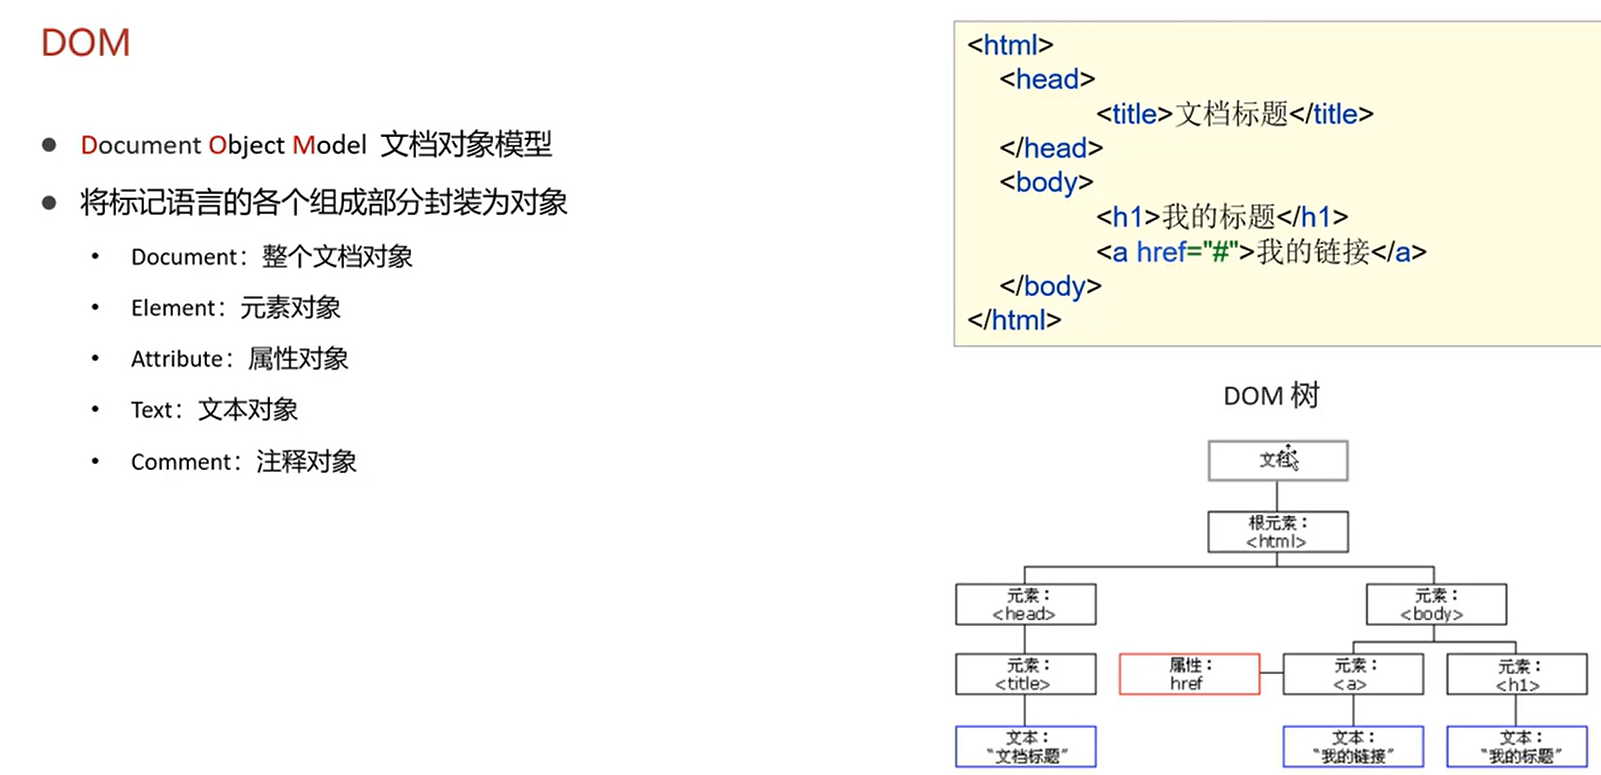 DOM
Document Object Model 文档对象模型
将标记语言的各个组成部分封装为对象
Document：整个文档对象
Element：元素对象
Attribute：属性对象
Text：文本对象
Comment：注释对象
<html>
<head>
<title>文档标题</title>
</head>
<body>
<h1>我的标题</h1>
<a href="#">我的链接</a>
</body>
</html>
DOM 树
文档
根元素：
<html>
元素：
<head>
元素：
<body>
元素：
<title>
属性：
href
元素：
<a>
元素：
<h1>
文本：
“文档标题”
文本：
“我的链接”
文本：
“我的标题”